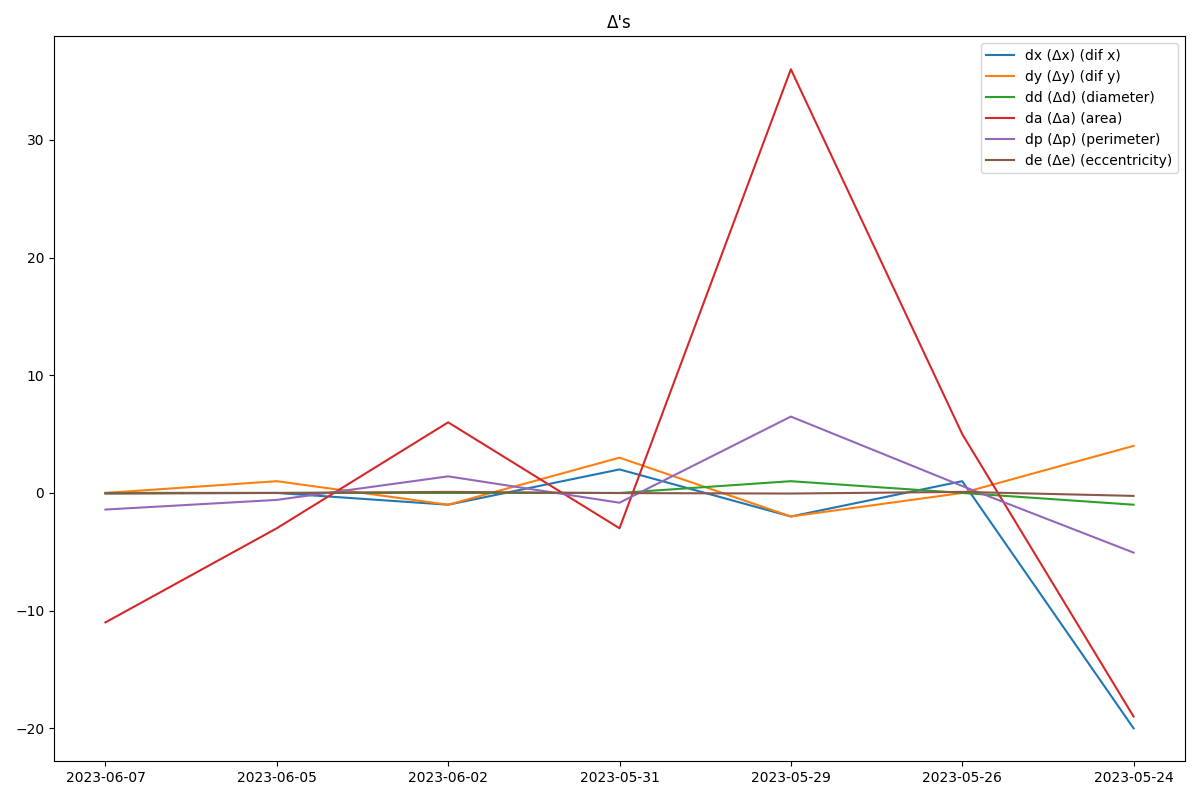 Δ's
dx (Δx) (dif x)
dy (Δy) (dif y)
dd (Δd) (diameter)
da (Δa) (area)
dp (Δp) (perimeter)
de (Δe) (eccentricity)
30
20
10
0
−10
−20
2023-06-07 2023-06-05 2023-06-02 2023-05-31 2023-05-29 2023-05-26 2023-05-24